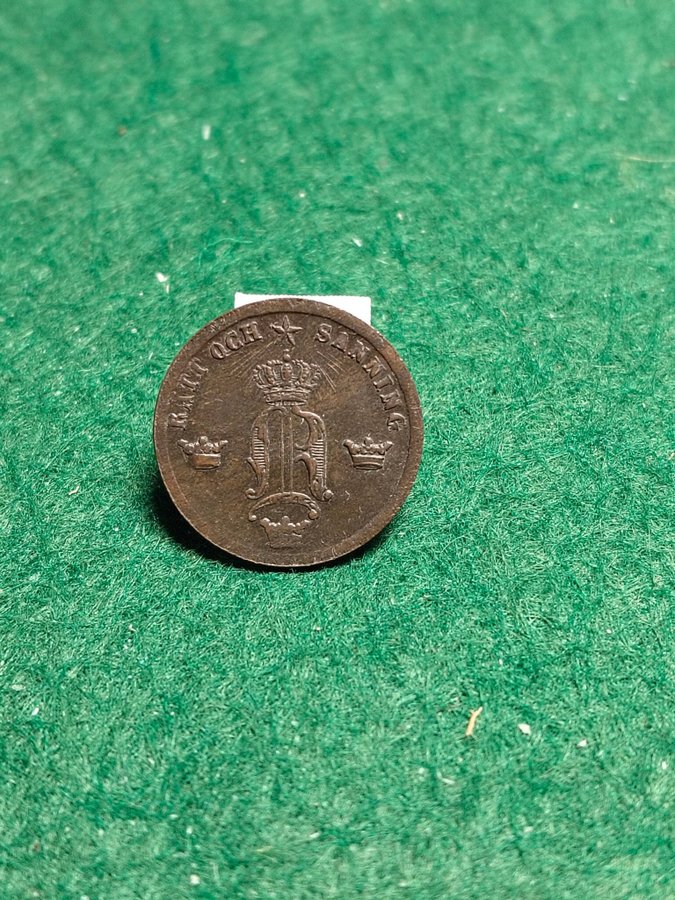 RÄTT OCH ★ SANNING